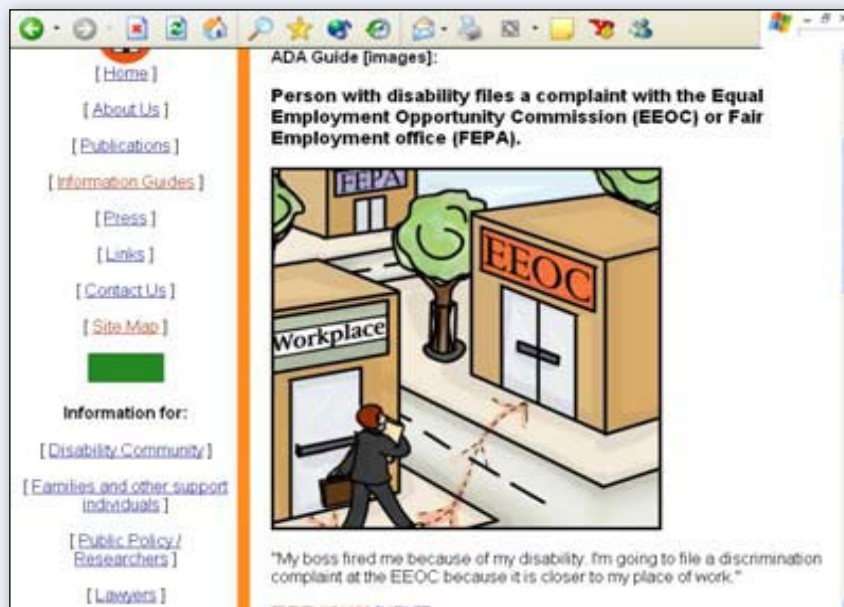 [ Home ]
[ About Us ]
[ Publications ]
[ Information Guides ]
[ Press ]
[ Links ]
[ Contact Us ]
[ Site Map ]
Information for:
[ Disability Community ]
[ Families and other support
individuals ]
[ Public Policy /
Researchers ]
[ Lawyers ]
ADA Guide [images]:
Person with disability files a complaint with the Equal
Employment Opportunity Commission (EEOC) or Fair
Employment office (FEPA).
FEPA
EEOC
Workplace
"My boss fired me because of my disability. I'm going to file a discrimination
complaint at the EEOC because it is closer to my place of work."